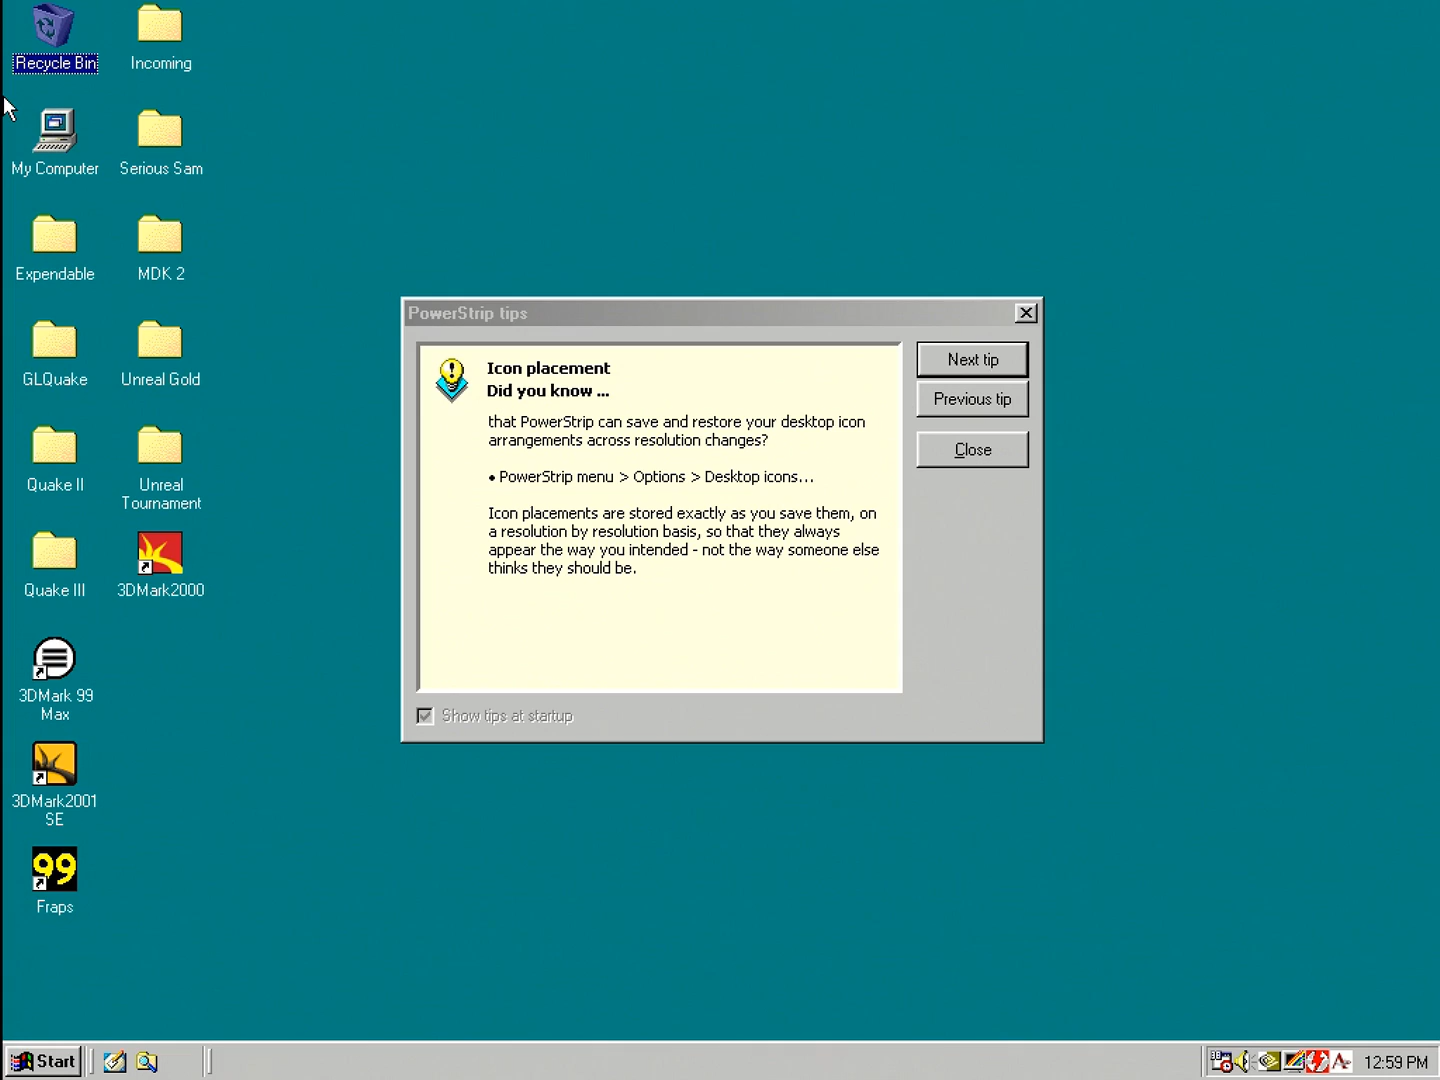 Recycle Bin
Incoming
My Computer
Serious Sam
Expendable
MDK 2
GLQuake
Unreal Gold
Quake II
Unreal
Tournament
Quake III
3DMark2000
3DMark 99
Max
3DMark2001
SE
99
Fraps
PowerStrip tips
Icon placement
Did you know ...
that PowerStrip can save and restore your desktop icon
arrangements across resolution changes?
• PowerStrip menu > Options > Desktop icons...
Icon placements are stored exactly as you save them, on
a resolution by resolution basis, so that they always
appear the way you intended - not the way someone else
thinks they should be.
Next tip
Previous tip
Close
Show tips at startup
Start
12:59 PM